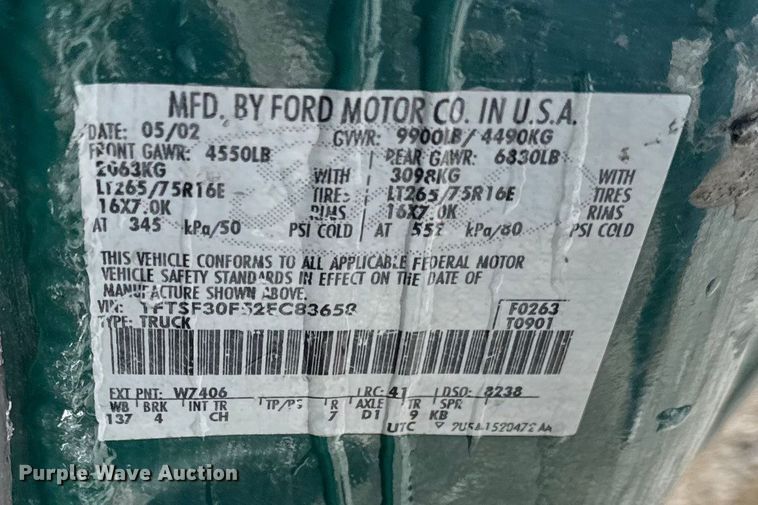 MFD. BY FORD MOTOR CO. IN U.S.A.
DATE: 05/02 GVWR: 9900LB / 4490KG
FRONT GAWR: 4550LB REAR GAWR: 6830LB
2063KG WITH 3098KG WITH
LT265/75R16E TIRES LT265/75R16E TIRES
16X7.0K RIMS 16X7.0K RIMS
AT 345 kPa/50 PSI COLD AT 552 kPa/80 PSI COLD
THIS VEHICLE CONFORMS TO ALL APPLICABLE FEDERAL MOTOR
VEHICLE SAFETY STANDARDS IN EFFECT ON THE DATE OF
MANUFACTURE SHOWN ABOVE.
VIN: F0263
TYPE: TRUCK T0901
EXT PNT: W7406 RC: 41 DSO: 8238
WB BRK INT TR TP/PS R AXLE TR SPR
137 4 CH 7 D1 9 KB
UTC
Purple Wave Auction